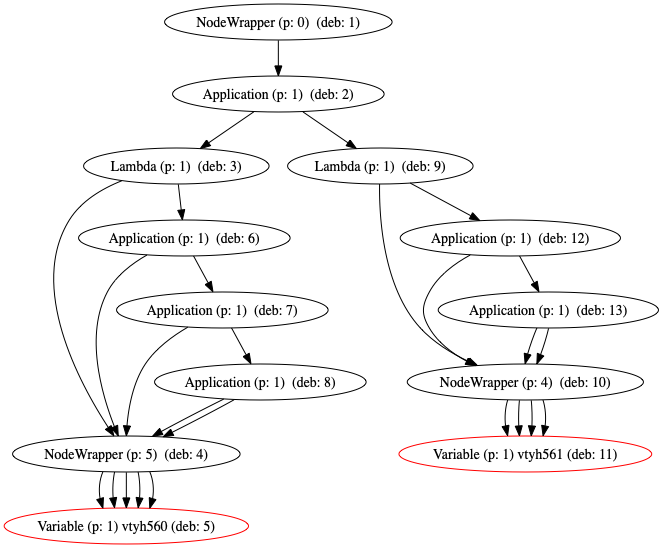 NodeWrapper (p: 0)  (deb: 1)
Application (p: 1)  (deb: 2)
Lambda (p: 1)  (deb: 3)
Lambda (p: 1)  (deb: 9)
Application (p: 1)  (deb: 6)
Application (p: 1)  (deb: 12)
Application (p: 1)  (deb: 7)
Application (p: 1)  (deb: 13)
Application (p: 1)  (deb: 8)
NodeWrapper (p: 4)  (deb: 10)
NodeWrapper (p: 5)  (deb: 4)
Variable (p: 1) vtyh561 (deb: 11)
Variable (p: 1) vtyh560 (deb: 5)